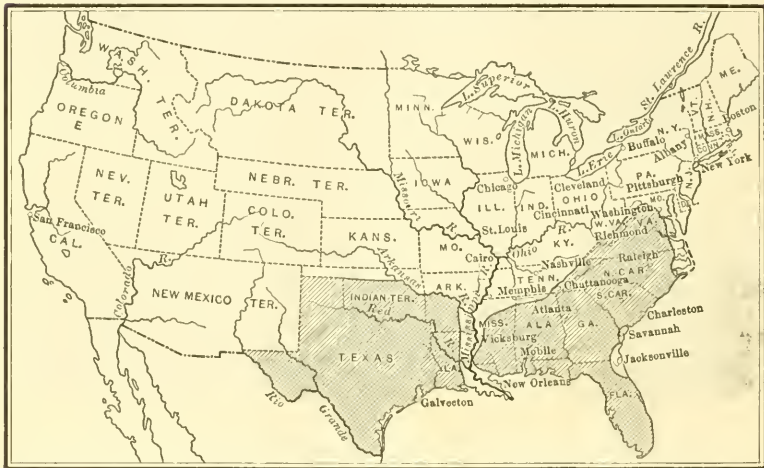 WASH. TER.
Columbia
OREGON
E
DAKOTA TER.
MINN.
L. Superior
WIS.
L. Michigan
L. Huron
MICH.
St. Lawrence R.
ME.
VT.
N.H.
MASS.
CONN.
Boston
L. Ontario
N.Y.
Buffalo
Albany
New York
L. Erie
PA.
Pittsburgh
N.J.
NEV.
TER.
UTAH
TER.
NEBR. TER.
COLO.
TER.
Missouri
R.
IOWA
Chicago
ILL.
IND.
Cleveland
OHIO
Cincinnati
Washington
MD.
W.VA.
VA.
Richmond
San Francisco
CAL.
Colorado
R.
KANS.
MO.
St. Louis
Cairo
Ohio R.
KY.
Arkansas
NEW MEXICO TER.
INDIAN TER.
Red
R.
ARK.
Mississippi R.
Nashville
TENN.
Memphis
Chattanooga
Raleigh
N.CAR.
S.CAR.
Charleston
TEXAS
MISS.
Vicksburg
ALA
Atlanta
GA.
Savannah
Mobile
Jacksonville
LA.
New Orleans
Galveston
FLA.
Rio Grande